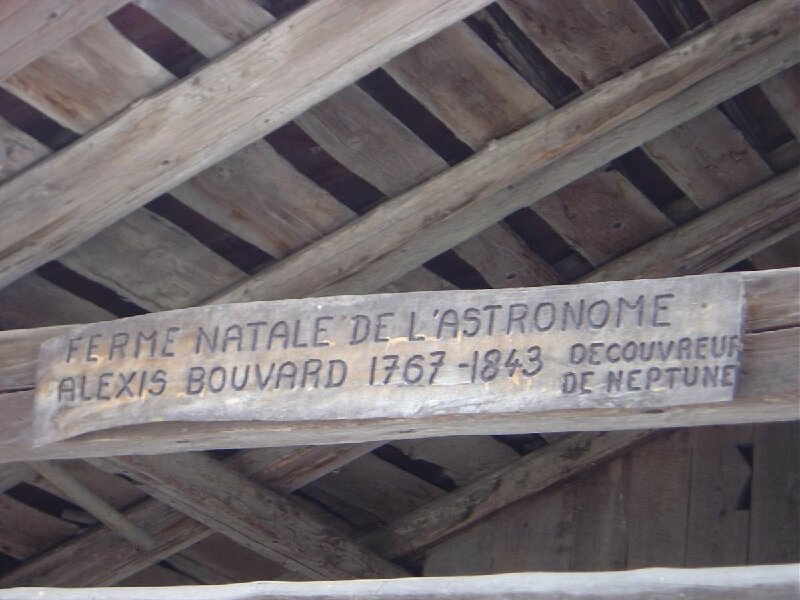 FERME NATALE DE L'ASTRONOME
ALEXIS BOUVARD 1767-1843 DECOUVREUR
DE NEPTUNE